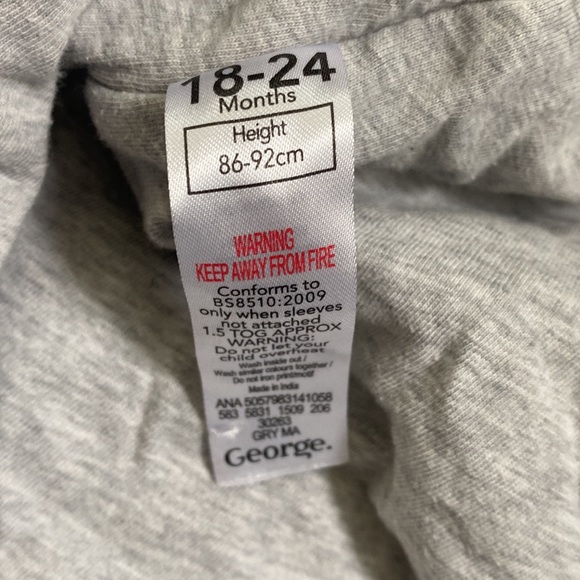 18-24
Months
Height
86-92cm
WARNING
KEEP AWAY FROM FIRE
Conforms to
BS8510:2009
only when sleeves
not attached
1.5 TOG APPROX
WARNING:
Do not let your
child overheat
Wash inside out /
Wash similar colours together /
Do not iron print/motif
Made in India
ANA 5057983141058
583 5831 1509 206
30263
GRY MA
George.